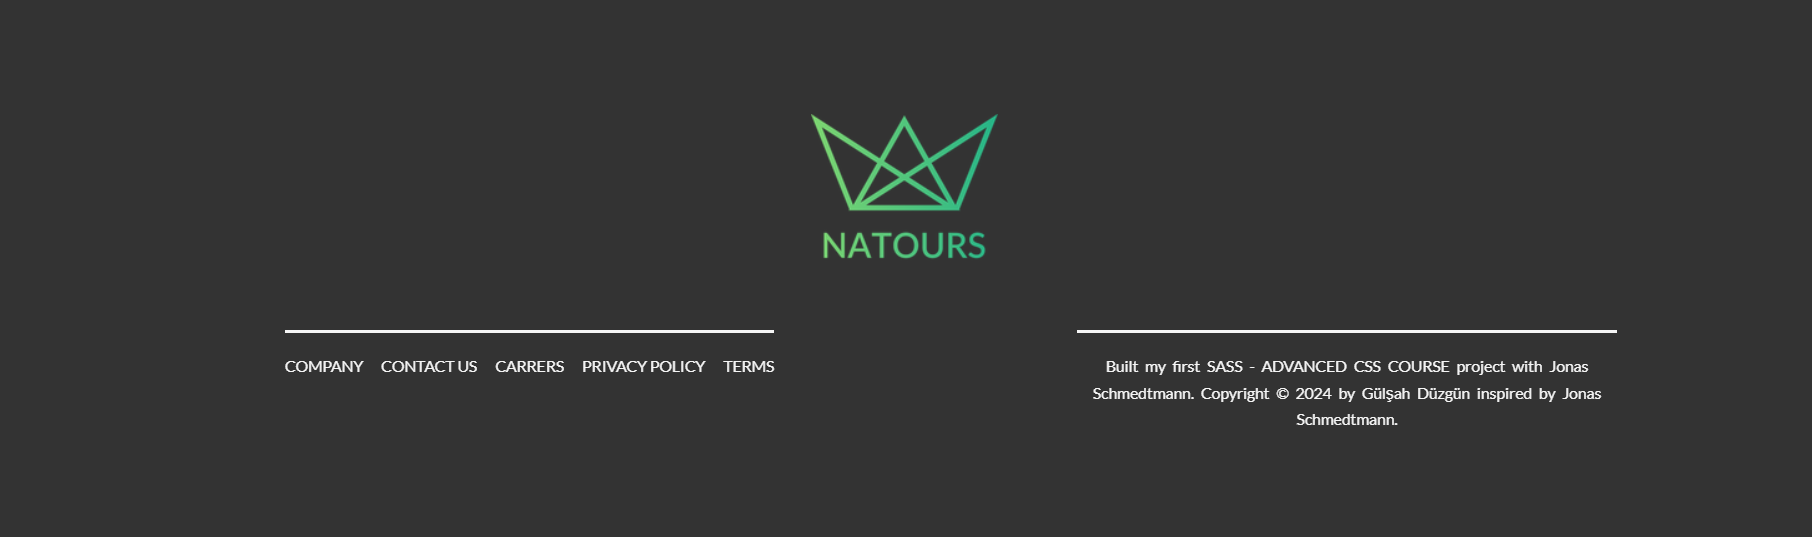 NATOURS
COMPANY CONTACT US CARRERS PRIVACY POLICY TERMS
Built my first SASS - ADVANCED CSS COURSE project with Jonas
Schmedtmann. Copyright © 2024 by Gülşah Düzgün inspired by Jonas
Schmedtmann.